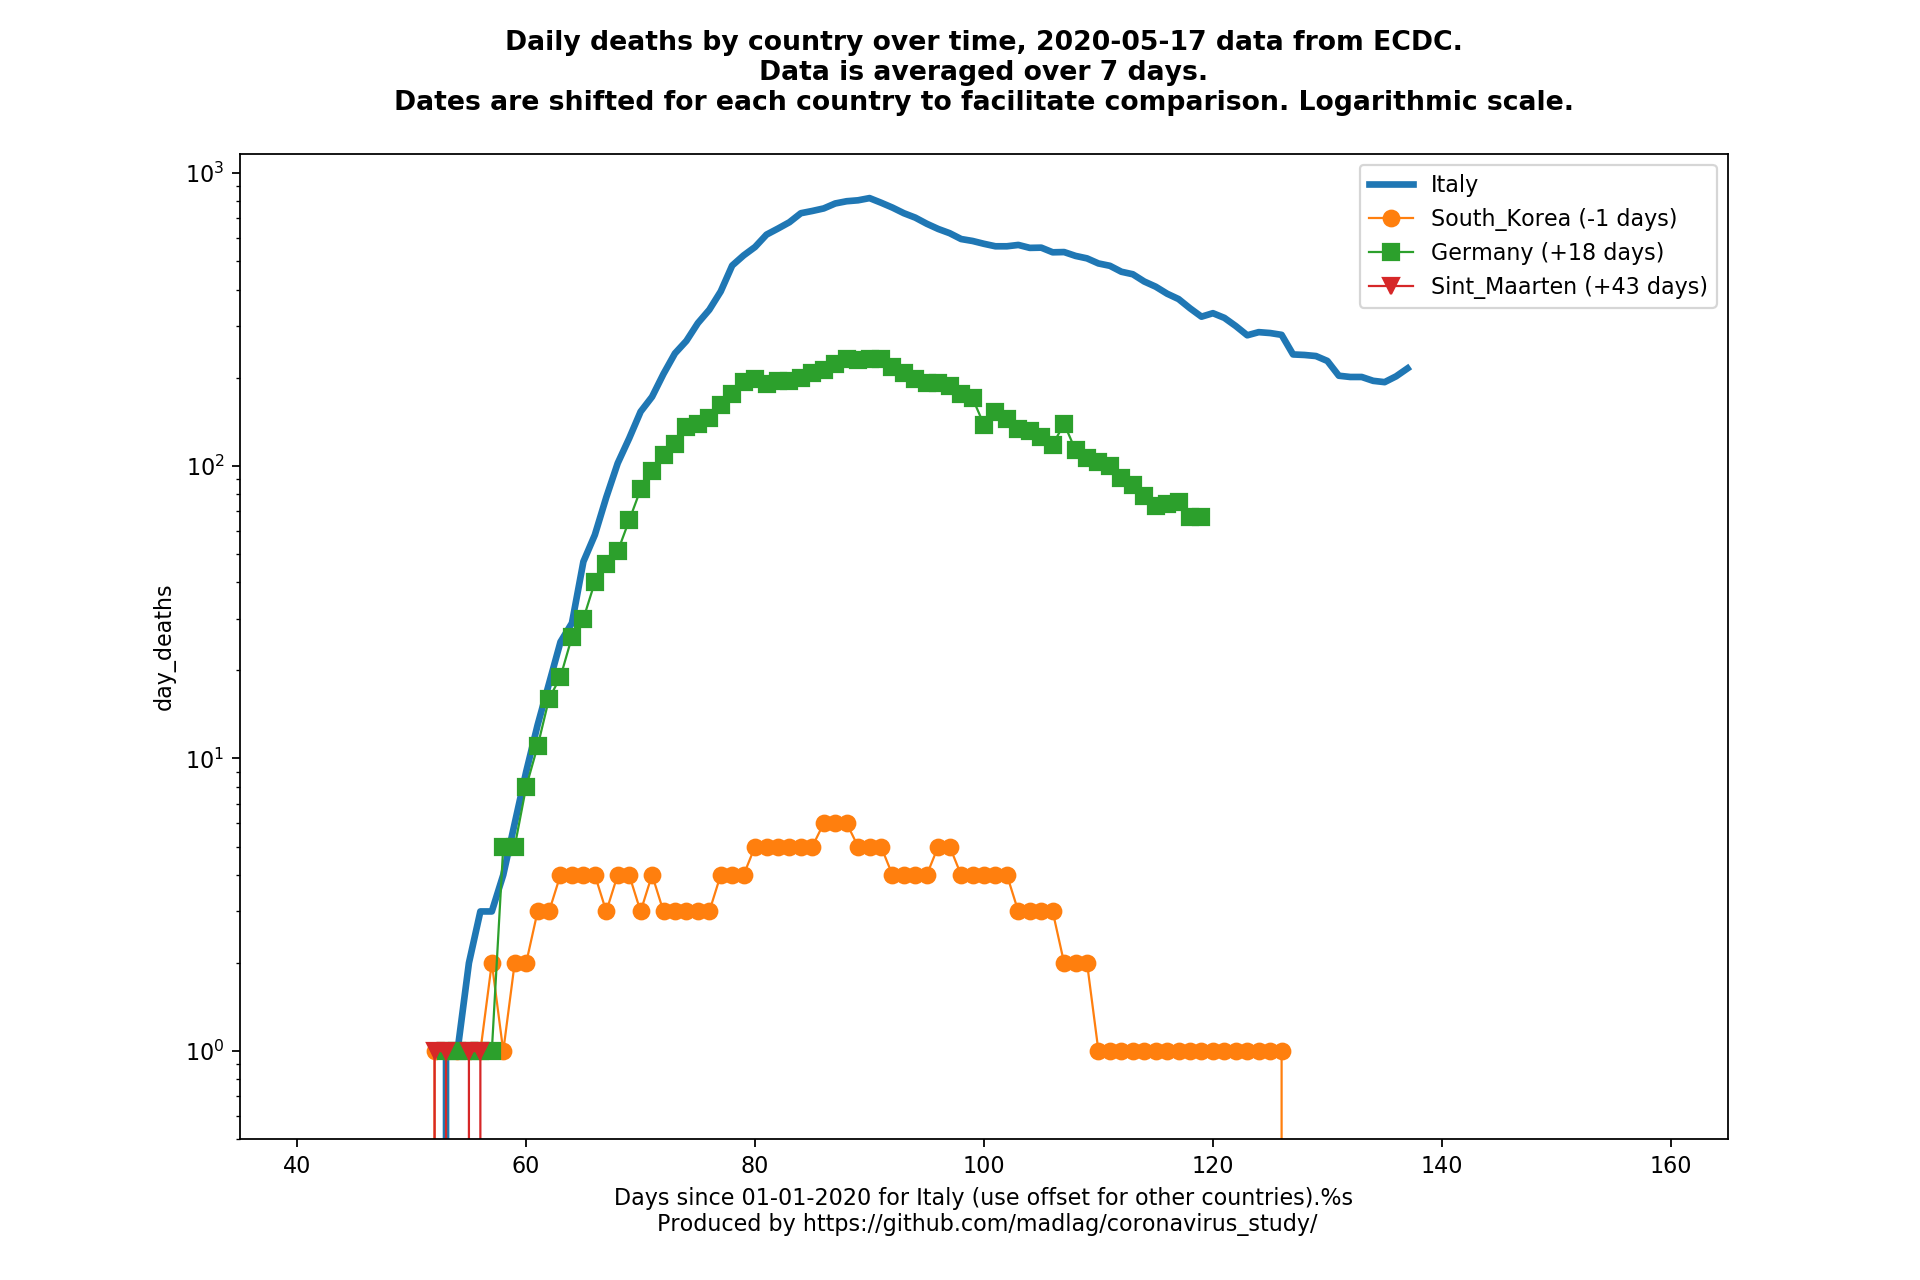 Daily deaths by country over time, 2020-05-17 data from ECDC.
Data is averaged over 7 days.
Dates are shifted for each country to facilitate comparison. Logarithmic scale.
10³
10²
10¹
10⁰
day_deaths
Italy
South_Korea (-1 days)
Germany (+18 days)
Sint_Maarten (+43 days)
40 60 80 100 120 140 160
Days since 01-01-2020 for Italy (use offset for other countries).%s
Produced by https://github.com/madlag/coronavirus_study/